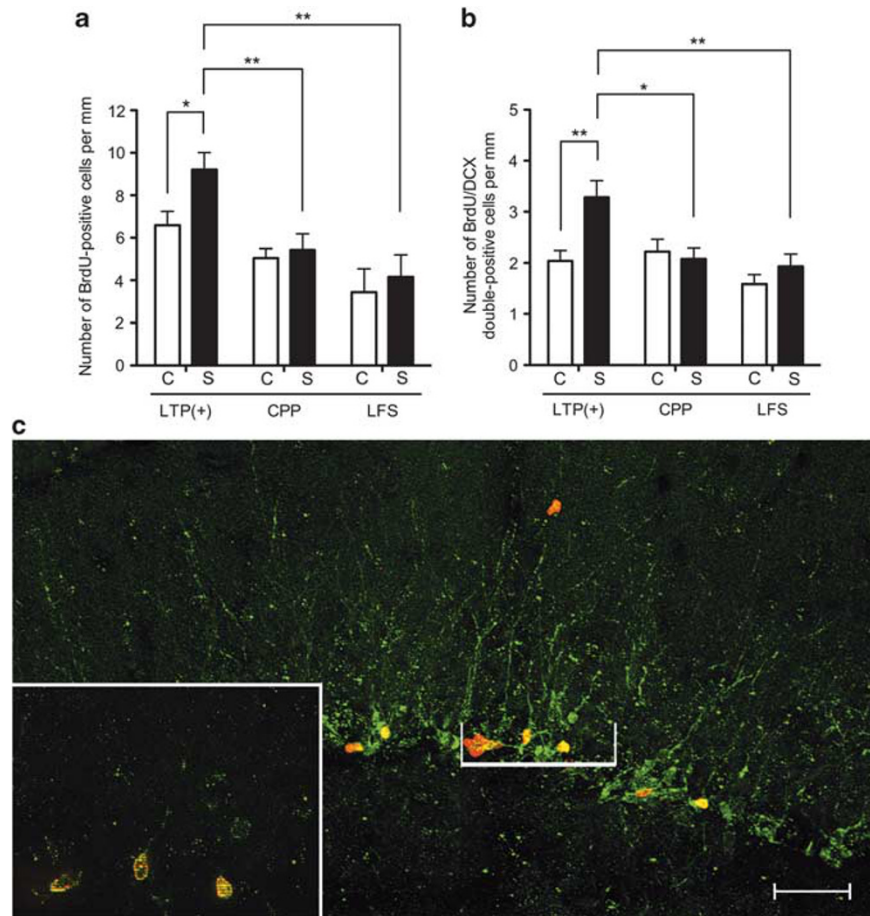 a
Number of BrdU-positive cells per mm
12
10
8
6
4
2
0
*
**
**
C S C S C S
LTP(+) CPP LFS
b
Number of BrdU/DCX
double-positive cells per mm
5
4
3
2
1
0
**
*
**
C S C S C S
LTP(+) CPP LFS
c